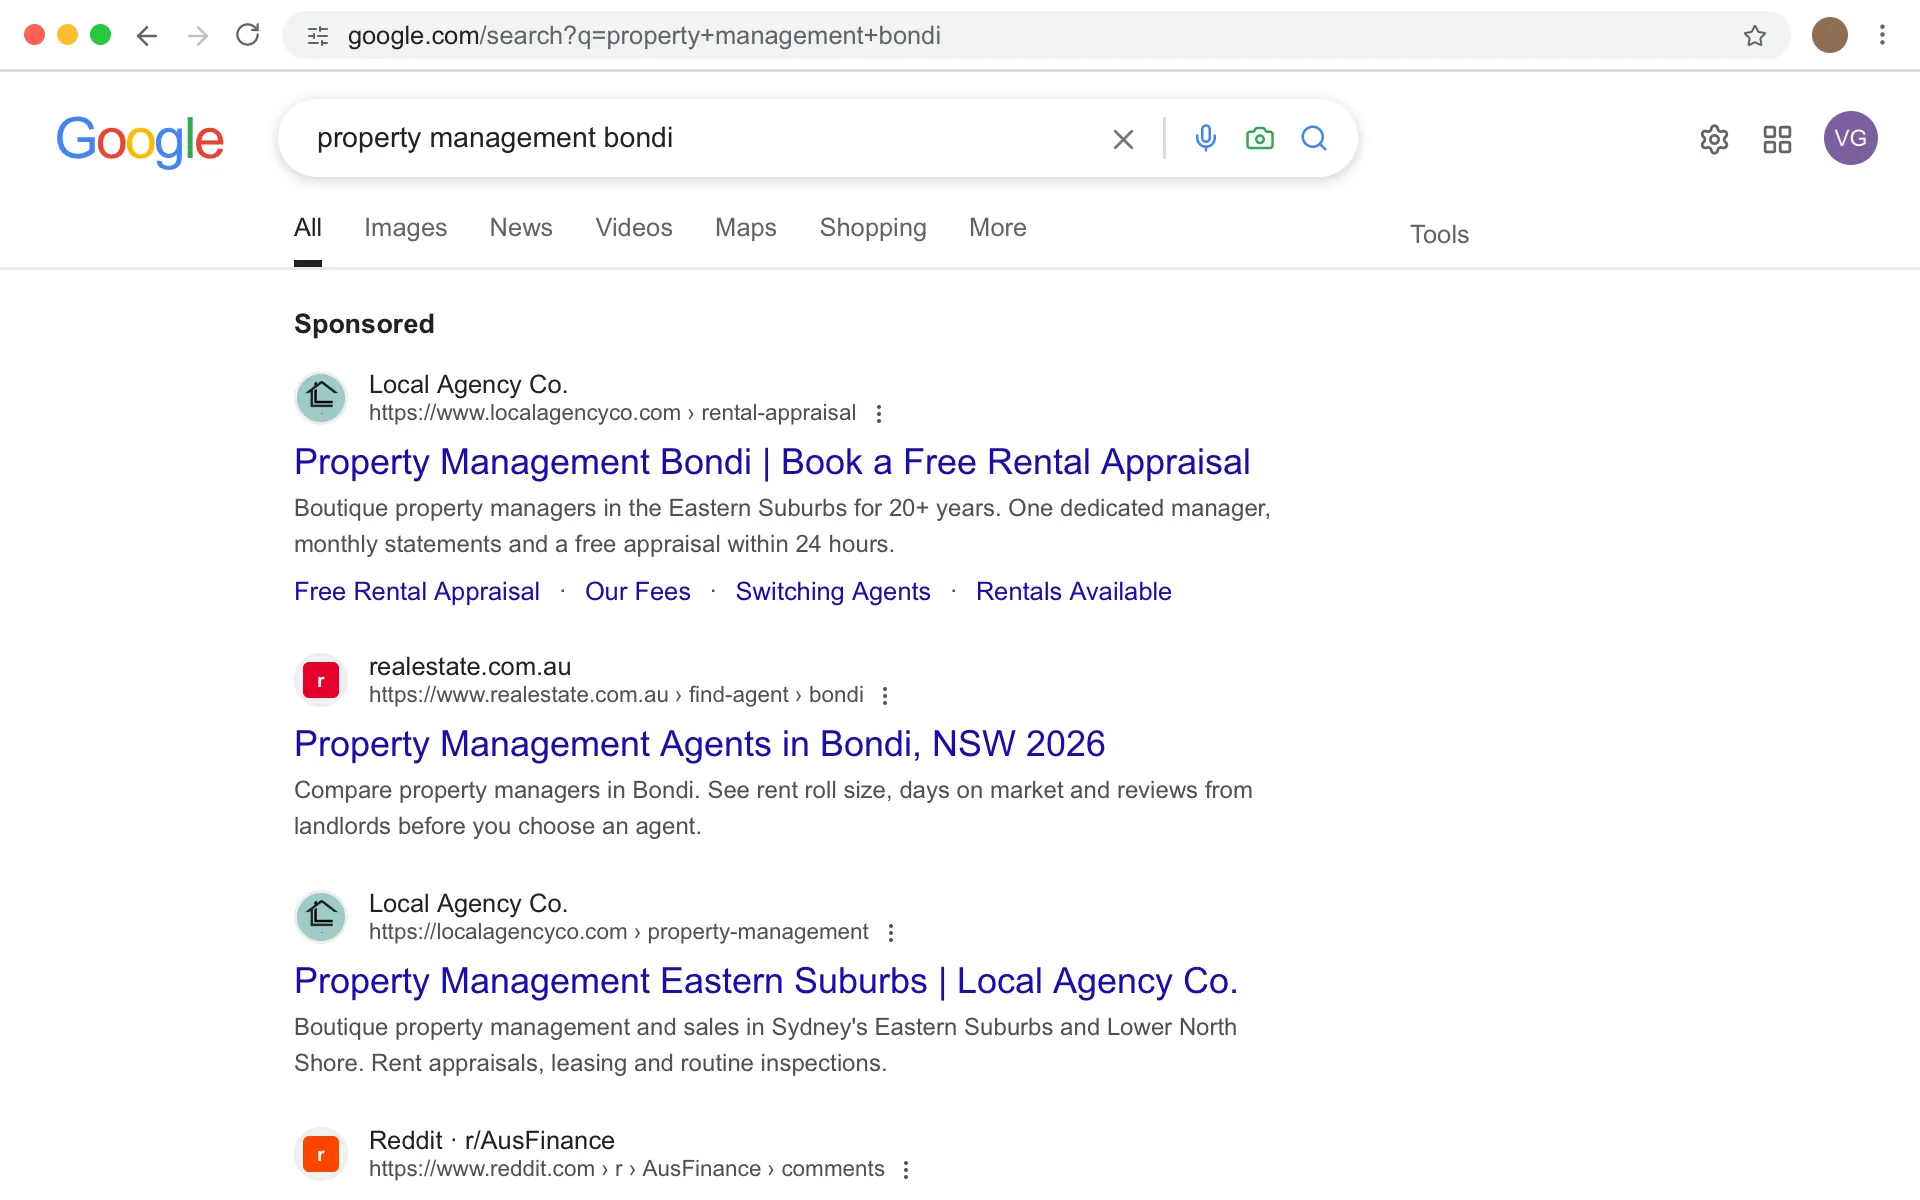 google.com/search?q=property+management+bondi
Google
property management bondi
VG
All Images News Videos Maps Shopping More Tools
Sponsored
Local Agency Co.
https://www.localagencyco.com › rental-appraisal
Property Management Bondi | Book a Free Rental Appraisal
Boutique property managers in the Eastern Suburbs for 20+ years. One dedicated manager,
monthly statements and a free appraisal within 24 hours.
Free Rental Appraisal · Our Fees · Switching Agents · Rentals Available
r
realestate.com.au
https://www.realestate.com.au › find-agent › bondi
Property Management Agents in Bondi, NSW 2026
Compare property managers in Bondi. See rent roll size, days on market and reviews from
landlords before you choose an agent.
Local Agency Co.
https://localagencyco.com › property-management
Property Management Eastern Suburbs | Local Agency Co.
Boutique property management and sales in Sydney's Eastern Suburbs and Lower North
Shore. Rent appraisals, leasing and routine inspections.
r
Reddit · r/AusFinance
https://www.reddit.com › r › AusFinance › comments